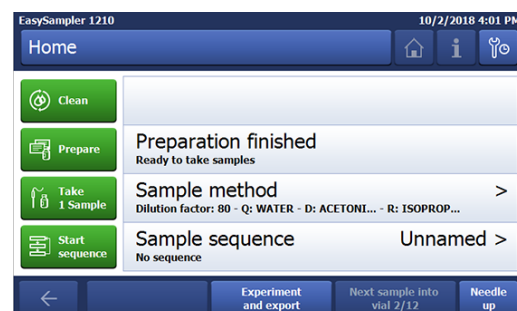 EasySampler 1210 10/2/2018 4:01 PM
Home
Clean
Prepare
Preparation finished
Ready to take samples
Take
1 Sample
Sample method >
Dilution factor: 80 - Q: WATER - D: ACETONI... - R: ISOPROP...
Start
sequence
Sample sequence Unnamed >
No sequence
Experiment
and export
Next sample into
vial 2/12
Needle
up